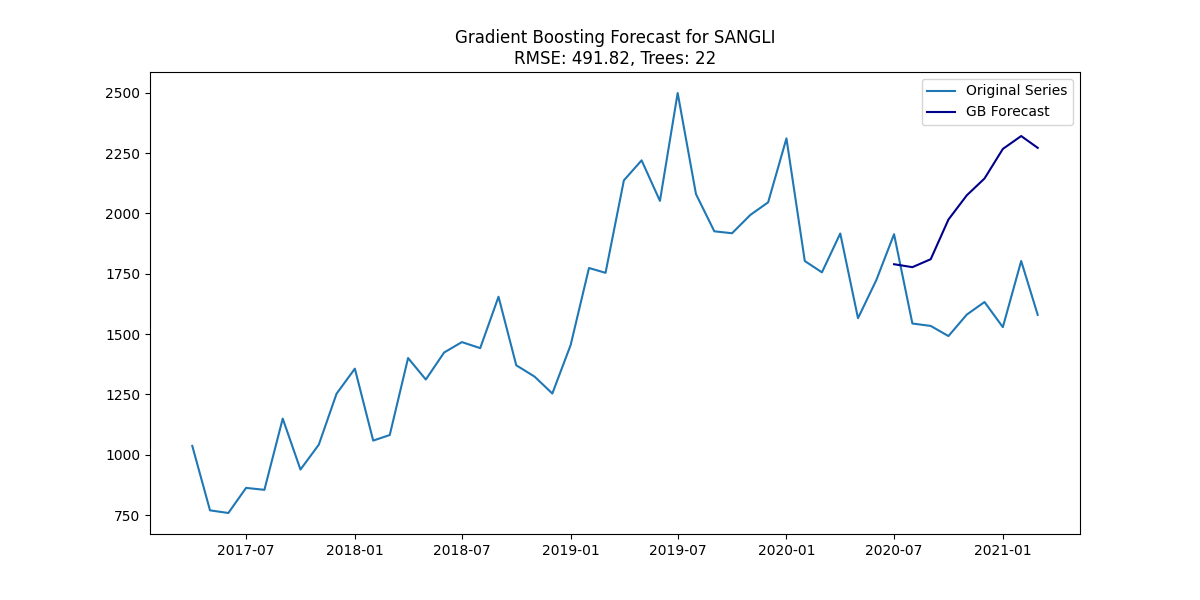 Gradient Boosting Forecast for SANGLI
RMSE: 491.82, Trees: 22
Original Series
GB Forecast
2500
2250
2000
1750
1500
1250
1000
750
2017-07 2018-01 2018-07 2019-01 2019-07 2020-01 2020-07 2021-01